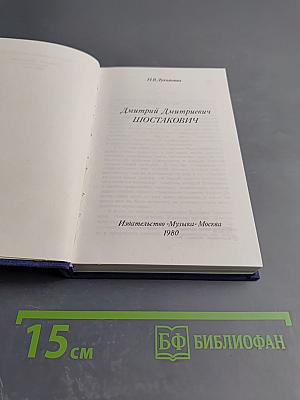 Н.В.Лукьянова
Дмитрий Дмитриевич
ШОСТАКОВИЧ
Издательство «Музыка» Москва
1980
15 см
БФ БИБЛИОФАН